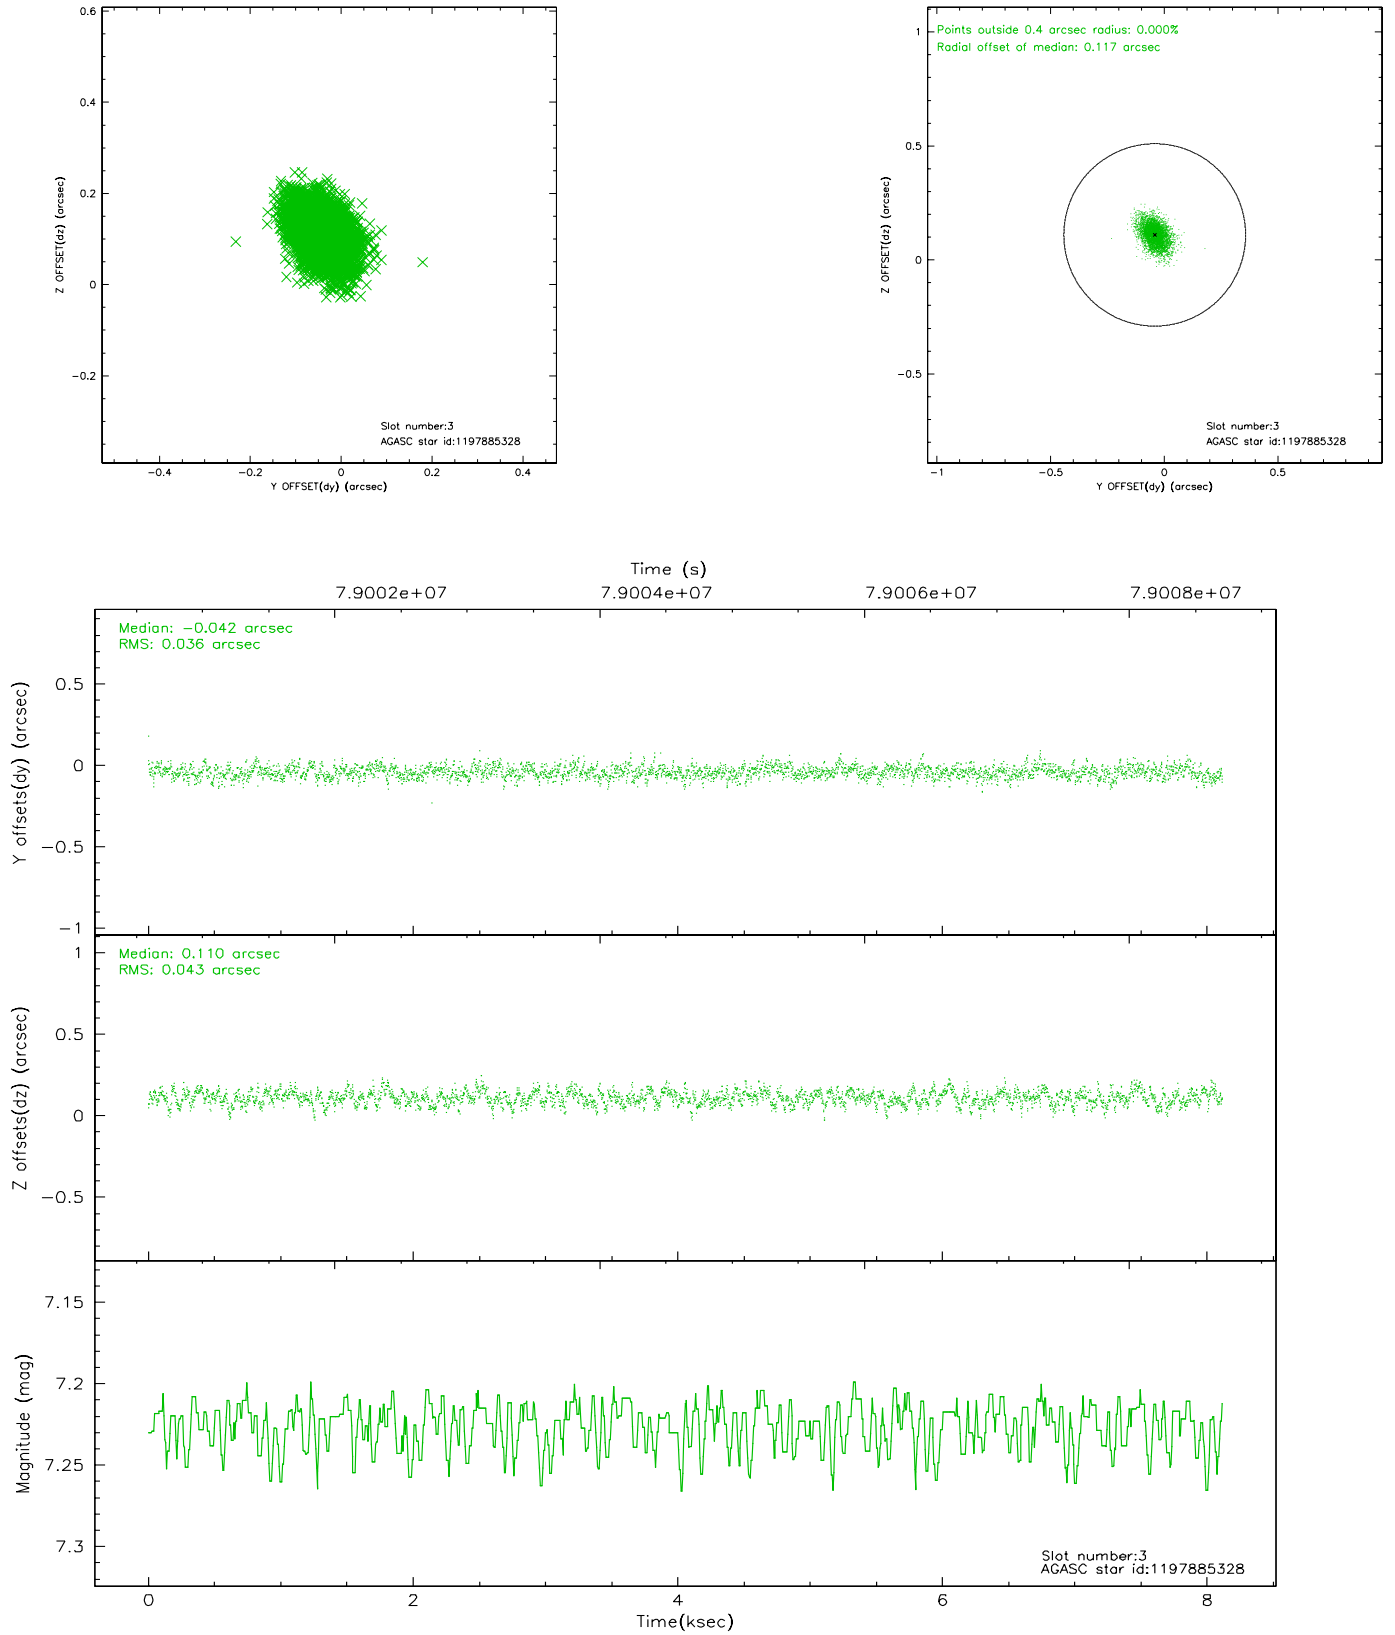 0.6
0.4
0.2
0
−0.2
Z OFFSET(dz) (arcsec)
Slot number:3
AGASC star id:1197885328
−0.4 −0.2 0 0.2 0.4
Y OFFSET(dy) (arcsec)
Points outside 0.4 arcsec radius: 0.000%
Radial offset of median: 0.117 arcsec
1
0.5
0
−0.5
Z OFFSET(dz) (arcsec)
Slot number:3
AGASC star id:1197885328
−1 −0.5 0 0.5
Y OFFSET(dy) (arcsec)
Time (s)
7.9002e+07 7.9004e+07 7.9006e+07 7.9008e+07
Median: −0.042 arcsec
RMS: 0.036 arcsec
0.5
0
−0.5
−1
Y offsets(dy) (arcsec)
Median: 0.110 arcsec
RMS: 0.043 arcsec
1
0.5
0
−0.5
Z offsets(dz) (arcsec)
7.15
7.2
7.25
7.3
Magnitude (mag)
Slot number:3
AGASC star id:1197885328
0 2 4 6 8
Time(ksec)